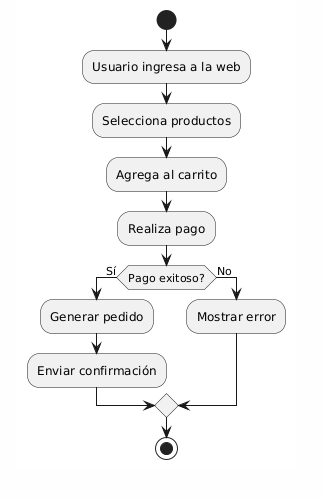 Usuario ingresa a la web
Selecciona productos
Agrega al carrito
Realiza pago
Sí
Pago exitoso?
No
Generar pedido
Mostrar error
Enviar confirmación